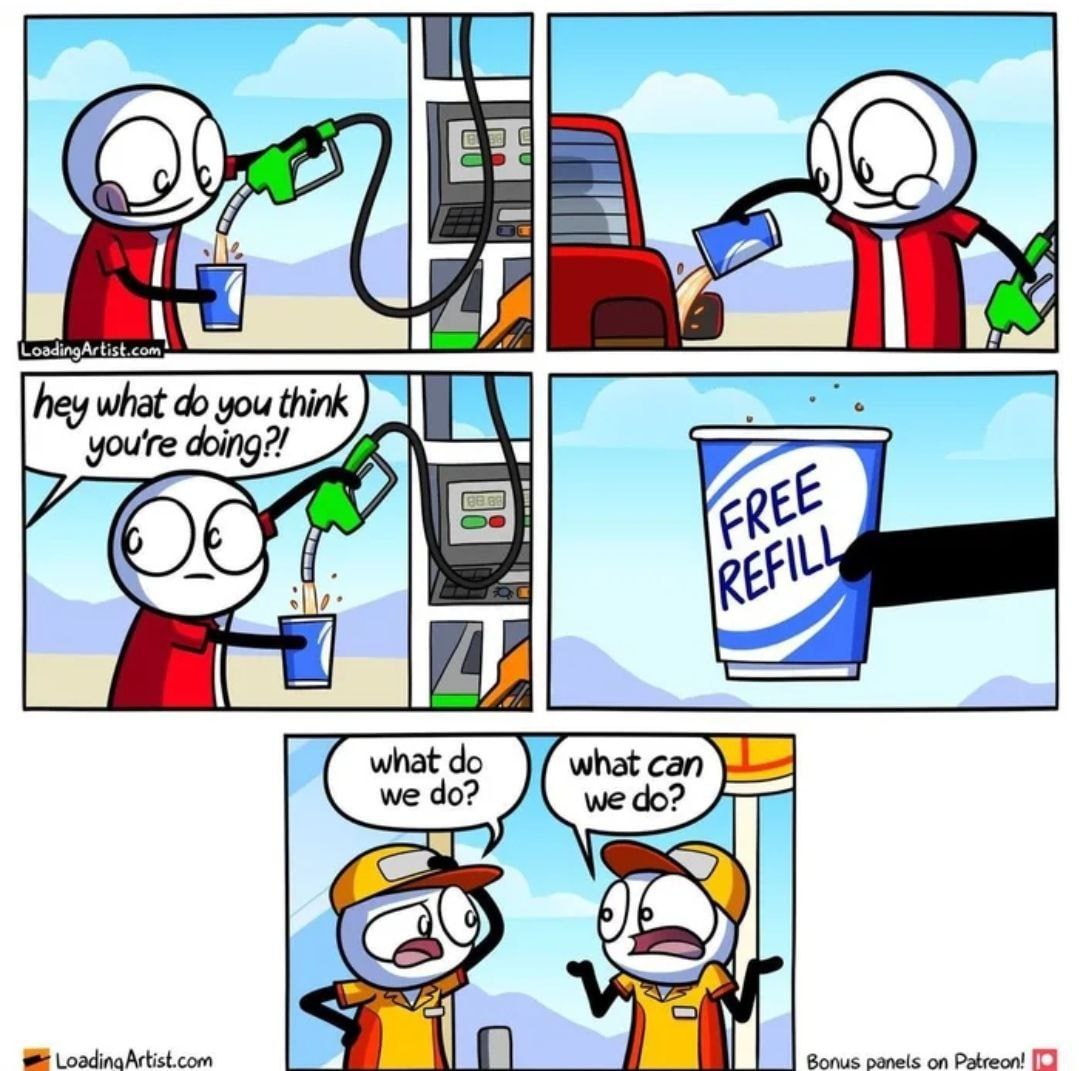 LoadingArtist.com
hey what do you think
you're doing?!
FREE
REFILL
what do
we do?
what can
we do?
LoadingArtist.com
Bonus panels on Patreon!